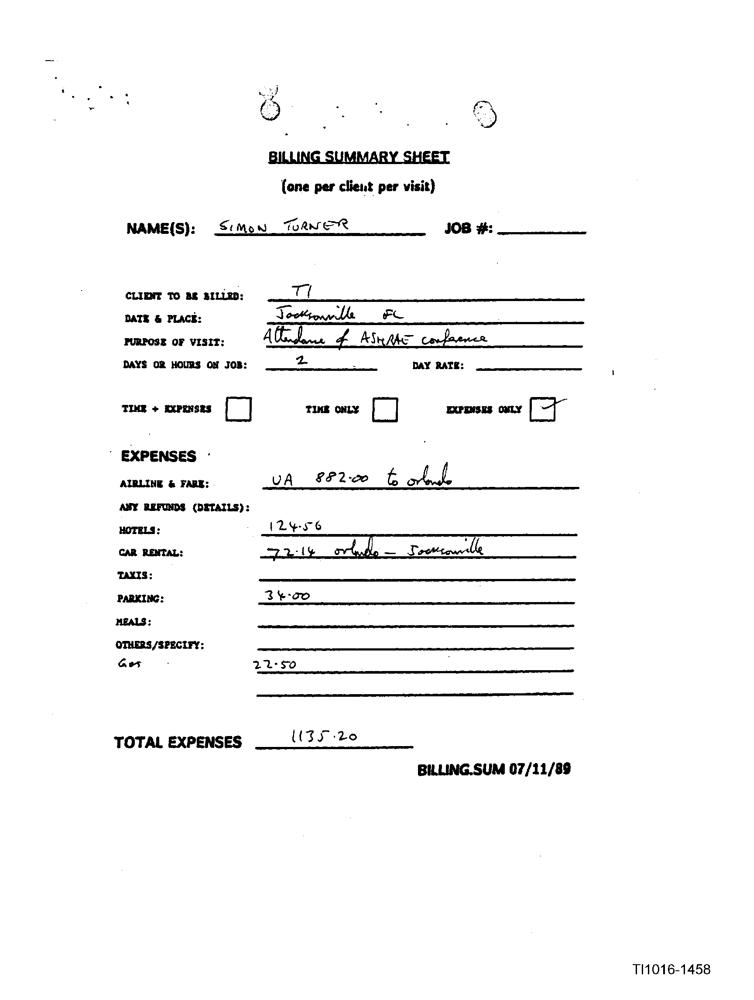 BILLING SUMMARY SHEET
(one per client per visit)
NAME(S): SIMON TURNER JOB #:
CLIENT TO BE BILLED: TI
DATE & PLACE: Jacksonville FL
PURPOSE OF VISIT: Attendance of ASHRAE conference
DAYS OR HOURS ON JOB: 2 DAY RATE:
TIME + EXPENSES TIME ONLY EXPENSES ONLY ✓
EXPENSES
AIRLINE & FARE: UA 882.00 to orlando
ANY REFUNDS (DETAILS):
HOTELS: 124.56
CAR RENTAL: 72.14 orlando - Jacksonville
TAXIS:
PARKING: 34.00
MEALS:
OTHERS/SPECIFY:
Gas 22.50
TOTAL EXPENSES 1135.20
BILLING.SUM 07/11/89
TI1016-1458